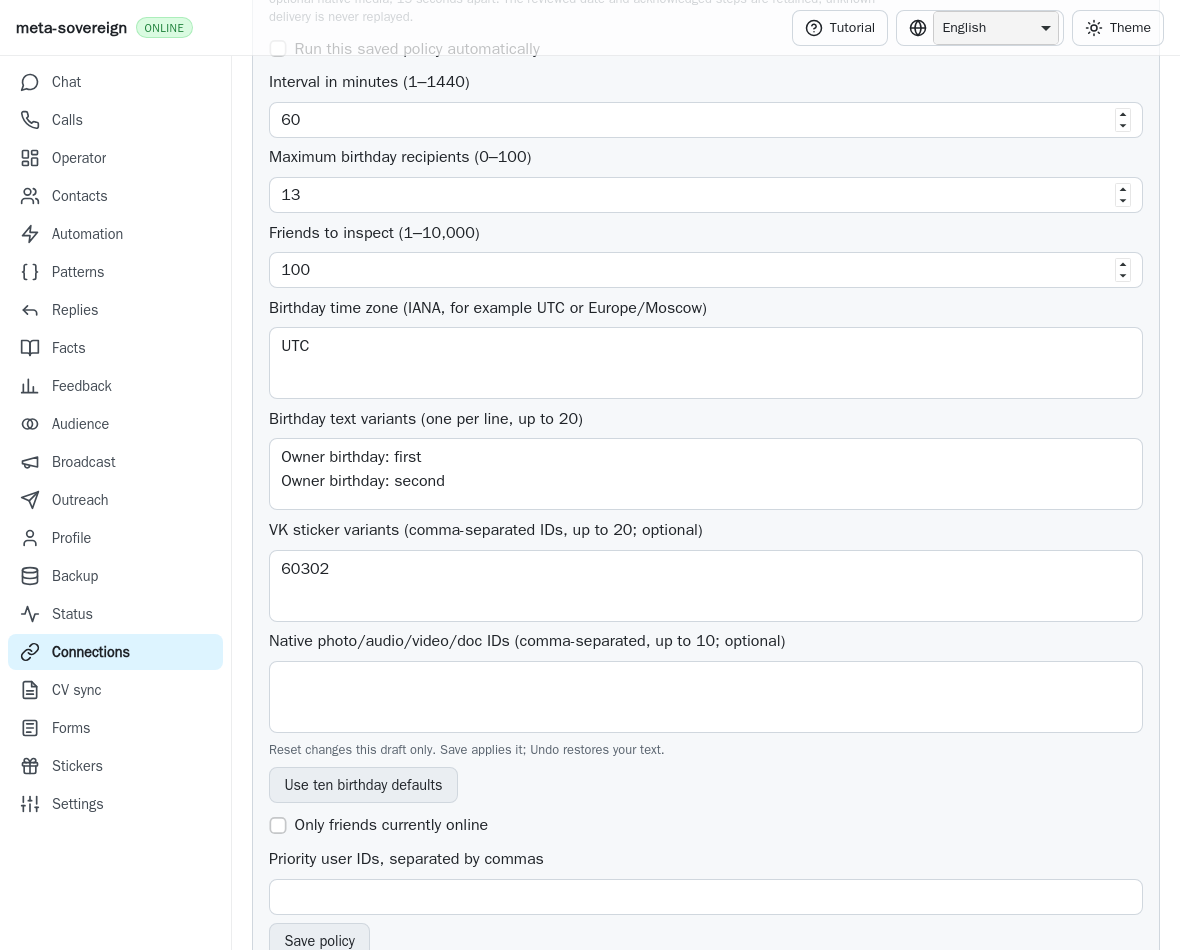 meta-sovereign
ONLINE
optional native media, 15 seconds apart. The reviewed date and acknowledged steps are retained; unknown
delivery is never replayed.
Run this saved policy automatically
Tutorial
English
Theme
Chat
Calls
Operator
Contacts
Automation
Patterns
Replies
Facts
Feedback
Audience
Broadcast
Outreach
Profile
Backup
Status
Connections
CV sync
Forms
Stickers
Settings
Interval in minutes (1–1440)
60
Maximum birthday recipients (0–100)
13
Friends to inspect (1–10,000)
100
Birthday time zone (IANA, for example UTC or Europe/Moscow)
UTC
Birthday text variants (one per line, up to 20)
Owner birthday: first
Owner birthday: second
VK sticker variants (comma-separated IDs, up to 20; optional)
60302
Native photo/audio/video/doc IDs (comma-separated, up to 10; optional)
Reset changes this draft only. Save applies it; Undo restores your text.
Use ten birthday defaults
Only friends currently online
Priority user IDs, separated by commas
Save policy